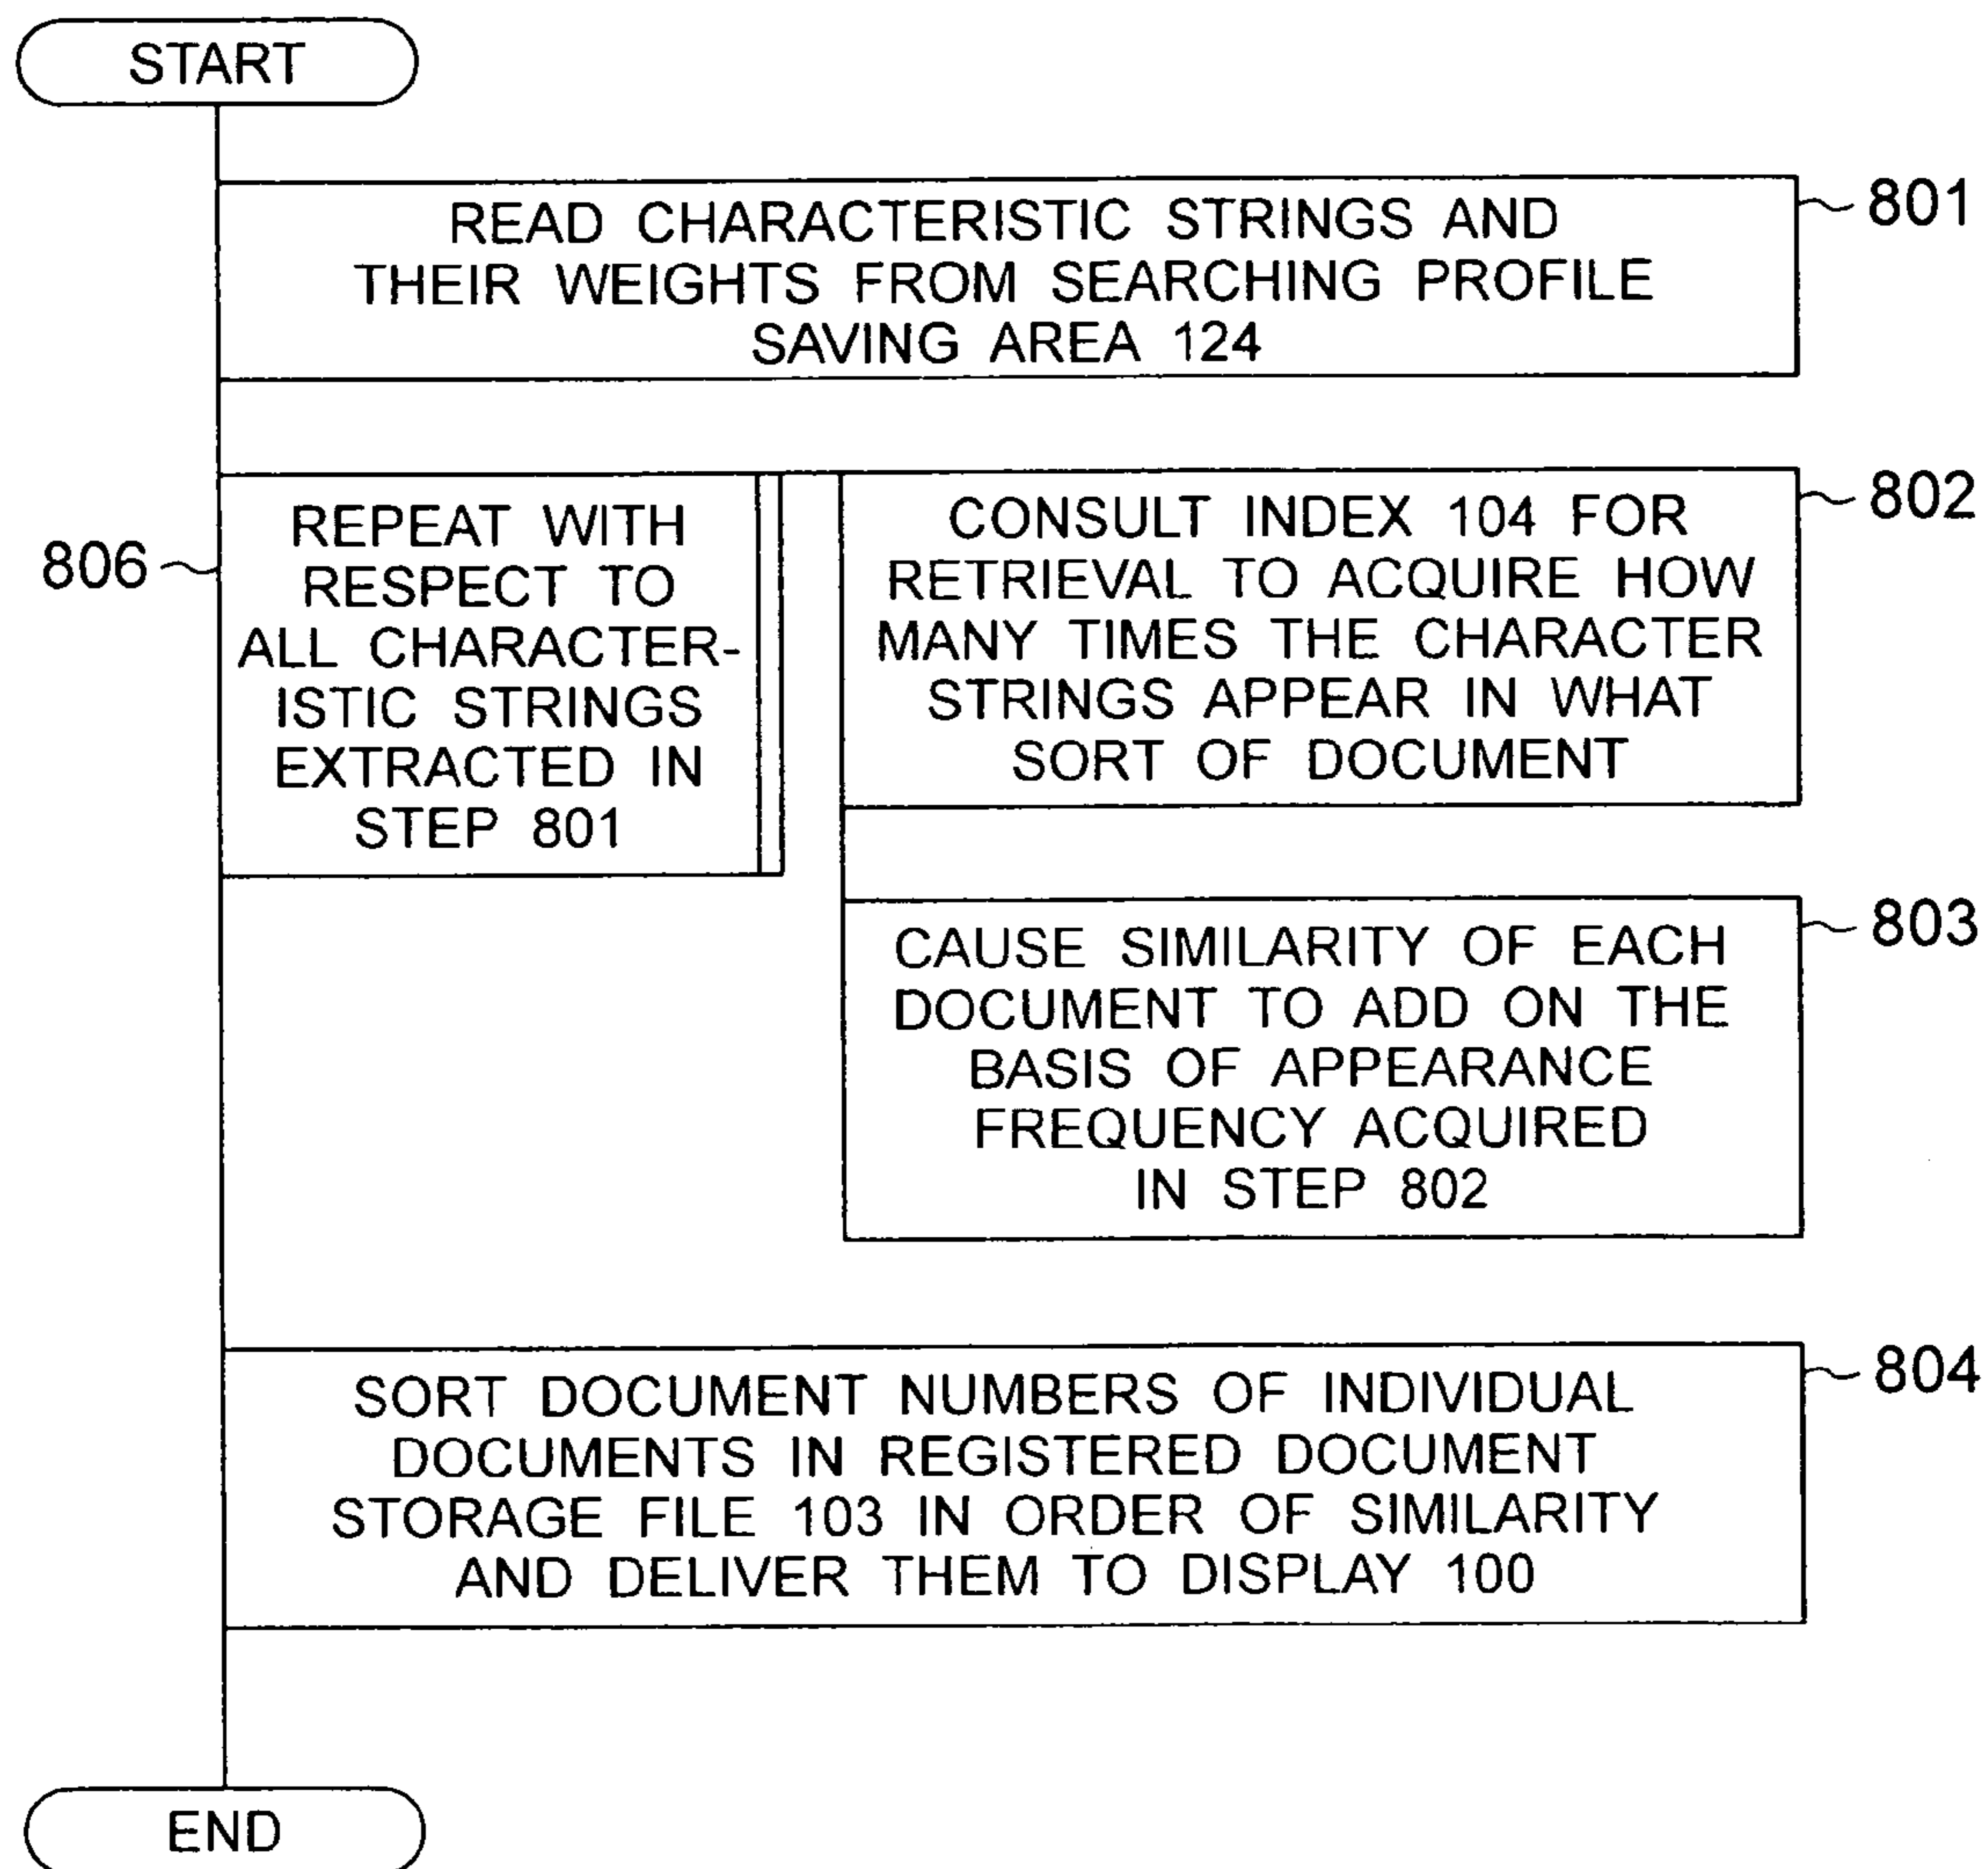 START
READ CHARACTERISTIC STRINGS AND
THEIR WEIGHTS FROM SEARCHING PROFILE
SAVING AREA 124
801
806
REPEAT WITH
RESPECT TO
ALL CHARACTER-
ISTIC STRINGS
EXTRACTED IN
STEP 801
CONSULT INDEX 104 FOR
RETRIEVAL TO ACQUIRE HOW
MANY TIMES THE CHARACTER
STRINGS APPEAR IN WHAT
SORT OF DOCUMENT
802
CAUSE SIMILARITY OF EACH
DOCUMENT TO ADD ON THE
BASIS OF APPEARANCE
FREQUENCY ACQUIRED
IN STEP 802
803
SORT DOCUMENT NUMBERS OF INDIVIDUAL
DOCUMENTS IN REGISTERED DOCUMENT
STORAGE FILE 103 IN ORDER OF SIMILARITY
AND DELIVER THEM TO DISPLAY 100
804
END